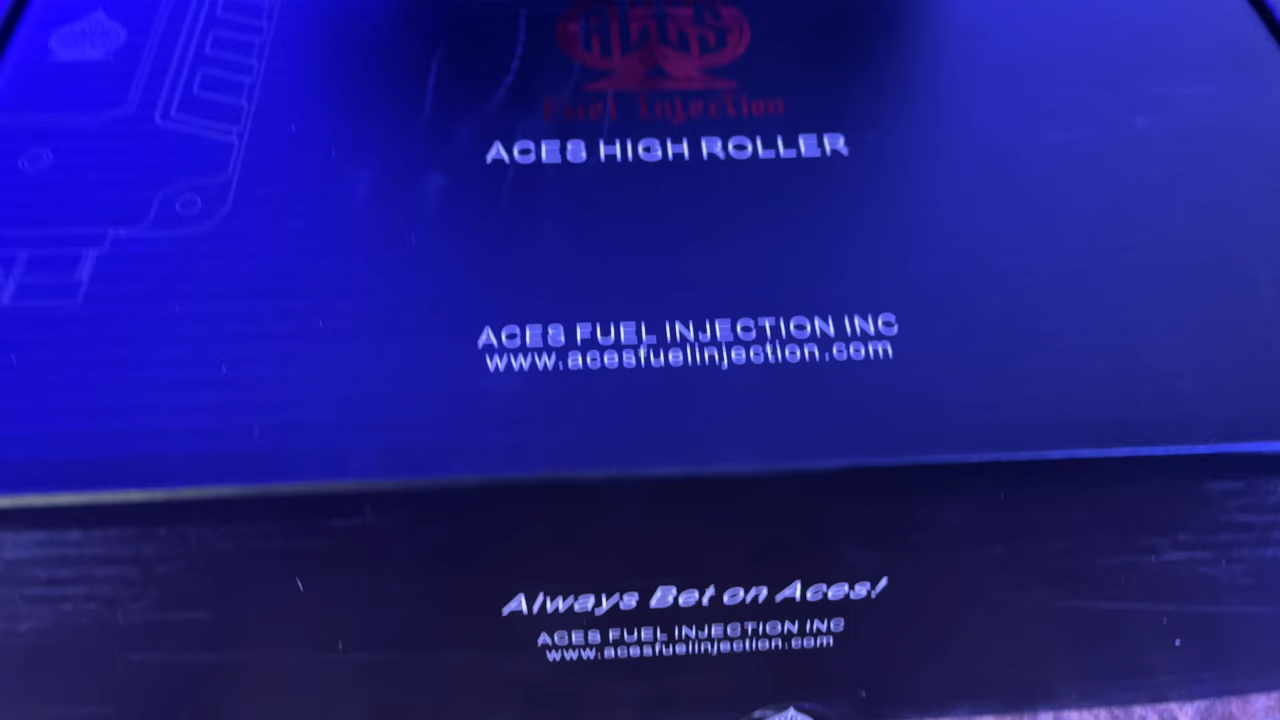 ACES
Fuel Injection
ACES HIGH ROLLER
ACES FUEL INJECTION INC
www.acesfuelinjection.com
Always Bet on Aces!
ACES FUEL INJECTION INC
www.acesfuelinjection.com